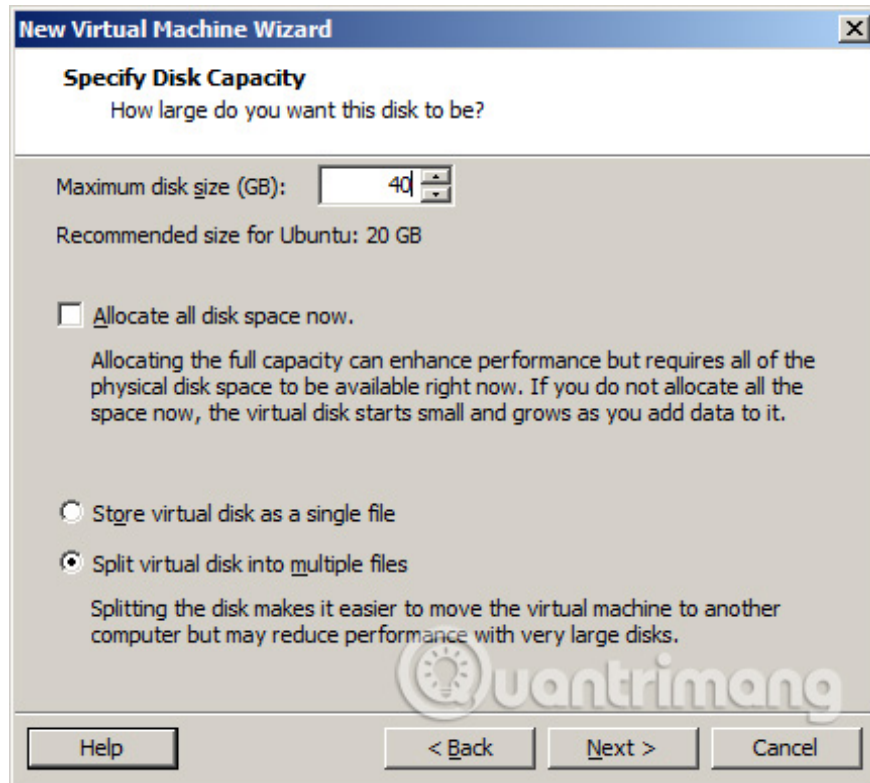 New Virtual Machine Wizard
Specify Disk Capacity
How large do you want this disk to be?
Maximum disk size (GB): 40
Recommended size for Ubuntu: 20 GB
Allocate all disk space now.
Allocating the full capacity can enhance performance but requires all of the
physical disk space to be available right now. If you do not allocate all the
space now, the virtual disk starts small and grows as you add data to it.
Store virtual disk as a single file
Split virtual disk into multiple files
Splitting the disk makes it easier to move the virtual machine to another
computer but may reduce performance with very large disks.
Quantrimang
Help < Back Next > Cancel